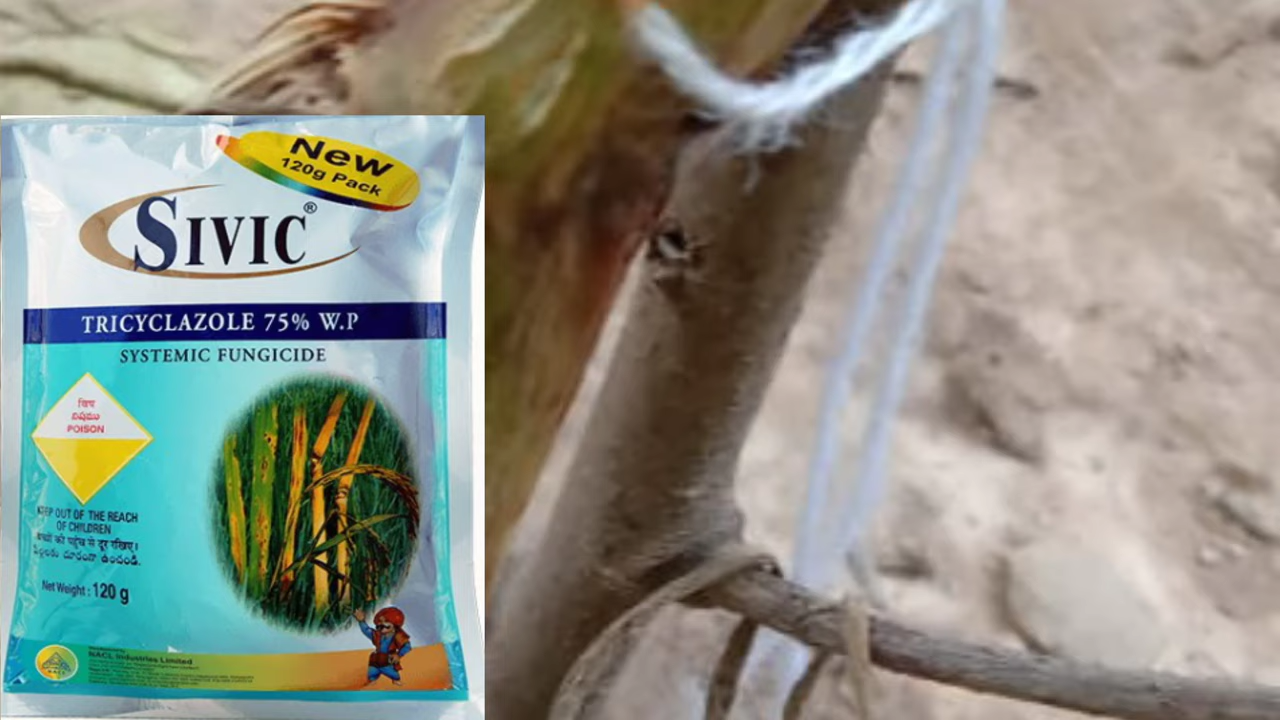 New
120g Pack
SIVIC®
TRICYCLAZOLE 75% W.P
SYSTEMIC FUNGICIDE
विष
విషము
POISON
KEEP OUT OF THE REACH
OF CHILDREN
बच्चों की पहुँच से दूर रखिए।
పిల్లలకు దూరంగా ఉంచండి.
Net Weight : 120 g
NACL
NACL Industries Limited